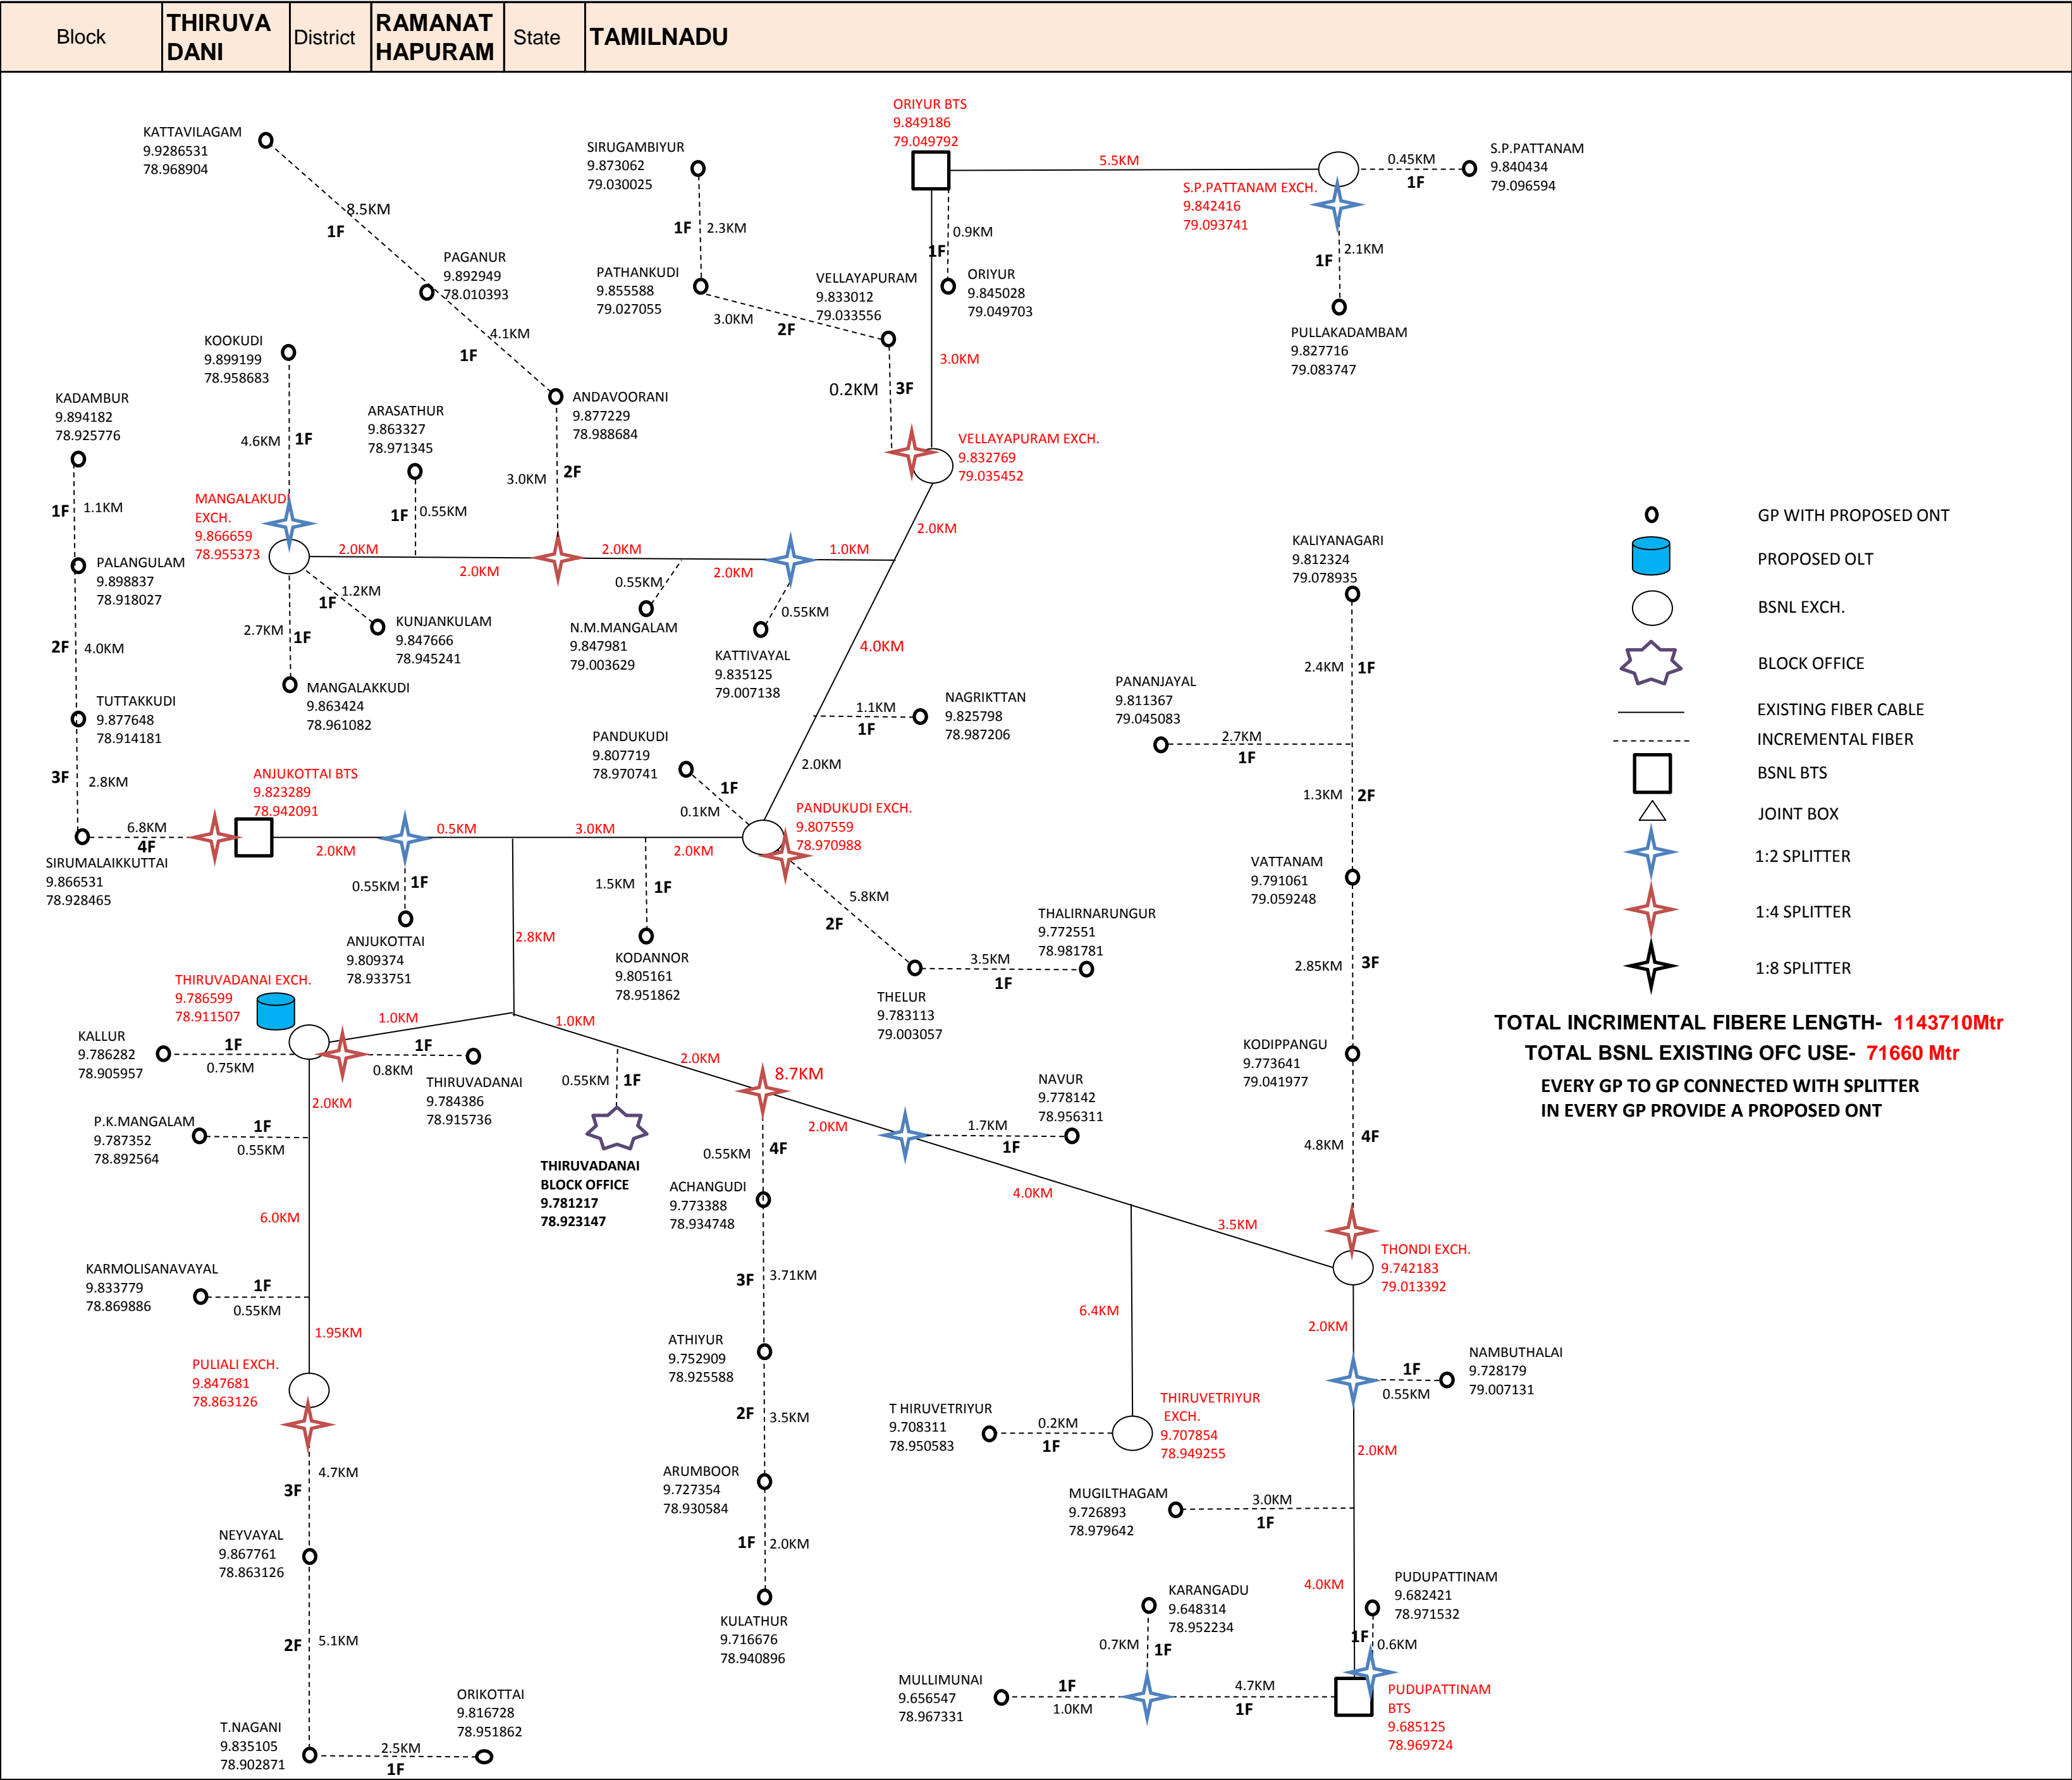 Block
THIRUVA
DANI
District
RAMANAT
HAPURAM
State
TAMILNADU
ORIYUR BTS
9.849186
79.049792
KATTAVILAGAM
9.9286531
78.968904
SIRUGAMBIYUR
9.873062
79.030025
5.5KM
0.45KM
1F
S.P.PATTANAM
9.840434
79.096594
S.P.PATTANAM EXCH.
9.842416
79.093741
8.5KM
1F
1F
2.3KM
0.9KM
1F
2.1KM
1F
PAGANUR
9.892949
78.010393
PATHANKUDI
9.855588
79.027055
VELLAYAPURAM
9.833012
79.033556
ORIYUR
9.845028
79.049703
3.0KM
2F
PULLAKADAMBAM
9.827716
79.083747
KOOKUDI
9.899199
78.958683
4.1KM
1F
3.0KM
0.2KM
3F
KADAMBUR
9.894182
78.925776
ARASATHUR
9.863327
78.971345
ANDAVOORANI
9.877229
78.988684
4.6KM
1F
VELLAYAPURAM EXCH.
9.832769
79.035452
3.0KM
2F
MANGALAKUDI
EXCH.
9.866659
78.955373
1F
1.1KM
1F
0.55KM
2.0KM
GP WITH PROPOSED ONT
PROPOSED OLT
BSNL EXCH.
BLOCK OFFICE
EXISTING FIBER CABLE
INCREMENTAL FIBER
BSNL BTS
JOINT BOX
1:2 SPLITTER
1:4 SPLITTER
1:8 SPLITTER
2.0KM
2.0KM
1.0KM
2.0KM
2.0KM
KALIYANAGARI
9.812324
79.078935
PALANGULAM
9.898837
78.918027
1.2KM
1F
0.55KM
0.55KM
KUNJANKULAM
9.847666
78.945241
N.M.MANGALAM
9.847981
79.003629
KATTIVAYAL
9.835125
79.007138
2F
4.0KM
2.7KM
1F
4.0KM
2.4KM
1F
MANGALAKKUDI
9.863424
78.961082
PANANJAYAL
9.811367
79.045083
TUTTAKKUDI
9.877648
78.914181
NAGRIKTTAN
9.825798
78.987206
1.1KM
1F
2.7KM
1F
PANDUKUDI
9.807719
78.970741
3F
2.8KM
ANJUKOTTAI BTS
9.823289
78.942091
2.0KM
1F
0.1KM
1.3KM
2F
PANDUKUDI EXCH.
9.807559
78.970988
6.8KM
4F
2.0KM
0.5KM
3.0KM
2.0KM
SIRUMALAIKKUTTAI
9.866531
78.928465
VATTANAM
9.791061
79.059248
0.55KM
1F
1.5KM
1F
5.8KM
2F
ANJUKOTTAI
9.809374
78.933751
2.8KM
KODANNOR
9.805161
78.951862
THALIRNARUNGUR
9.772551
78.981781
3.5KM
1F
2.85KM
3F
THIRUVADANAI EXCH.
9.786599
78.911507
THELUR
9.783113
79.003057
TOTAL INCRIMENTAL FIBERE LENGTH- 1143710Mtr
TOTAL BSNL EXISTING OFC USE- 71660 Mtr
EVERY GP TO GP CONNECTED WITH SPLITTER
IN EVERY GP PROVIDE A PROPOSED ONT
1.0KM
1.0KM
KALLUR
9.786282
78.905957
1F
0.75KM
1F
0.8KM
KODIPPANGU
9.773641
79.041977
2.0KM
8.7KM
THIRUVADANAI
9.784386
78.915736
0.55KM
1F
NAVUR
9.778142
78.956311
2.0KM
P.K.MANGALAM
9.787352
78.892564
1F
0.55KM
2.0KM
1.7KM
1F
4.8KM
4F
0.55KM
4F
THIRUVADANAI
BLOCK OFFICE
9.781217
78.923147
ACHANGUDI
9.773388
78.934748
4.0KM
6.0KM
3.5KM
THONDI EXCH.
9.742183
79.013392
KARMOLISANAVAYAL
9.833779
78.869886
1F
0.55KM
3F
3.71KM
6.4KM
1.95KM
2.0KM
ATHIYUR
9.752909
78.925588
NAMBUTHALAI
9.728179
79.007131
1F
0.55KM
PULIALI EXCH.
9.847681
78.863126
THIRUVETRIYUR
EXCH.
9.707854
78.949255
T HIRUVETRIYUR
9.708311
78.950583
0.2KM
1F
2F
3.5KM
2.0KM
4.7KM
3F
ARUMBOOR
9.727354
78.930584
MUGILTHAGAM
9.726893
78.979642
3.0KM
1F
NEYVAYAL
9.867761
78.863126
1F
2.0KM
4.0KM
PUDUPATTINAM
9.682421
78.971532
KARANGADU
9.648314
78.952234
KULATHUR
9.716676
78.940896
2F
5.1KM
0.7KM
1F
1F
0.6KM
MULLIMUNAI
9.656547
78.967331
1F
1.0KM
4.7KM
1F
PUDUPATTINAM
BTS
9.685125
78.969724
ORIKOTTAI
9.816728
78.951862
T.NAGANI
9.835105
78.902871
2.5KM
1F